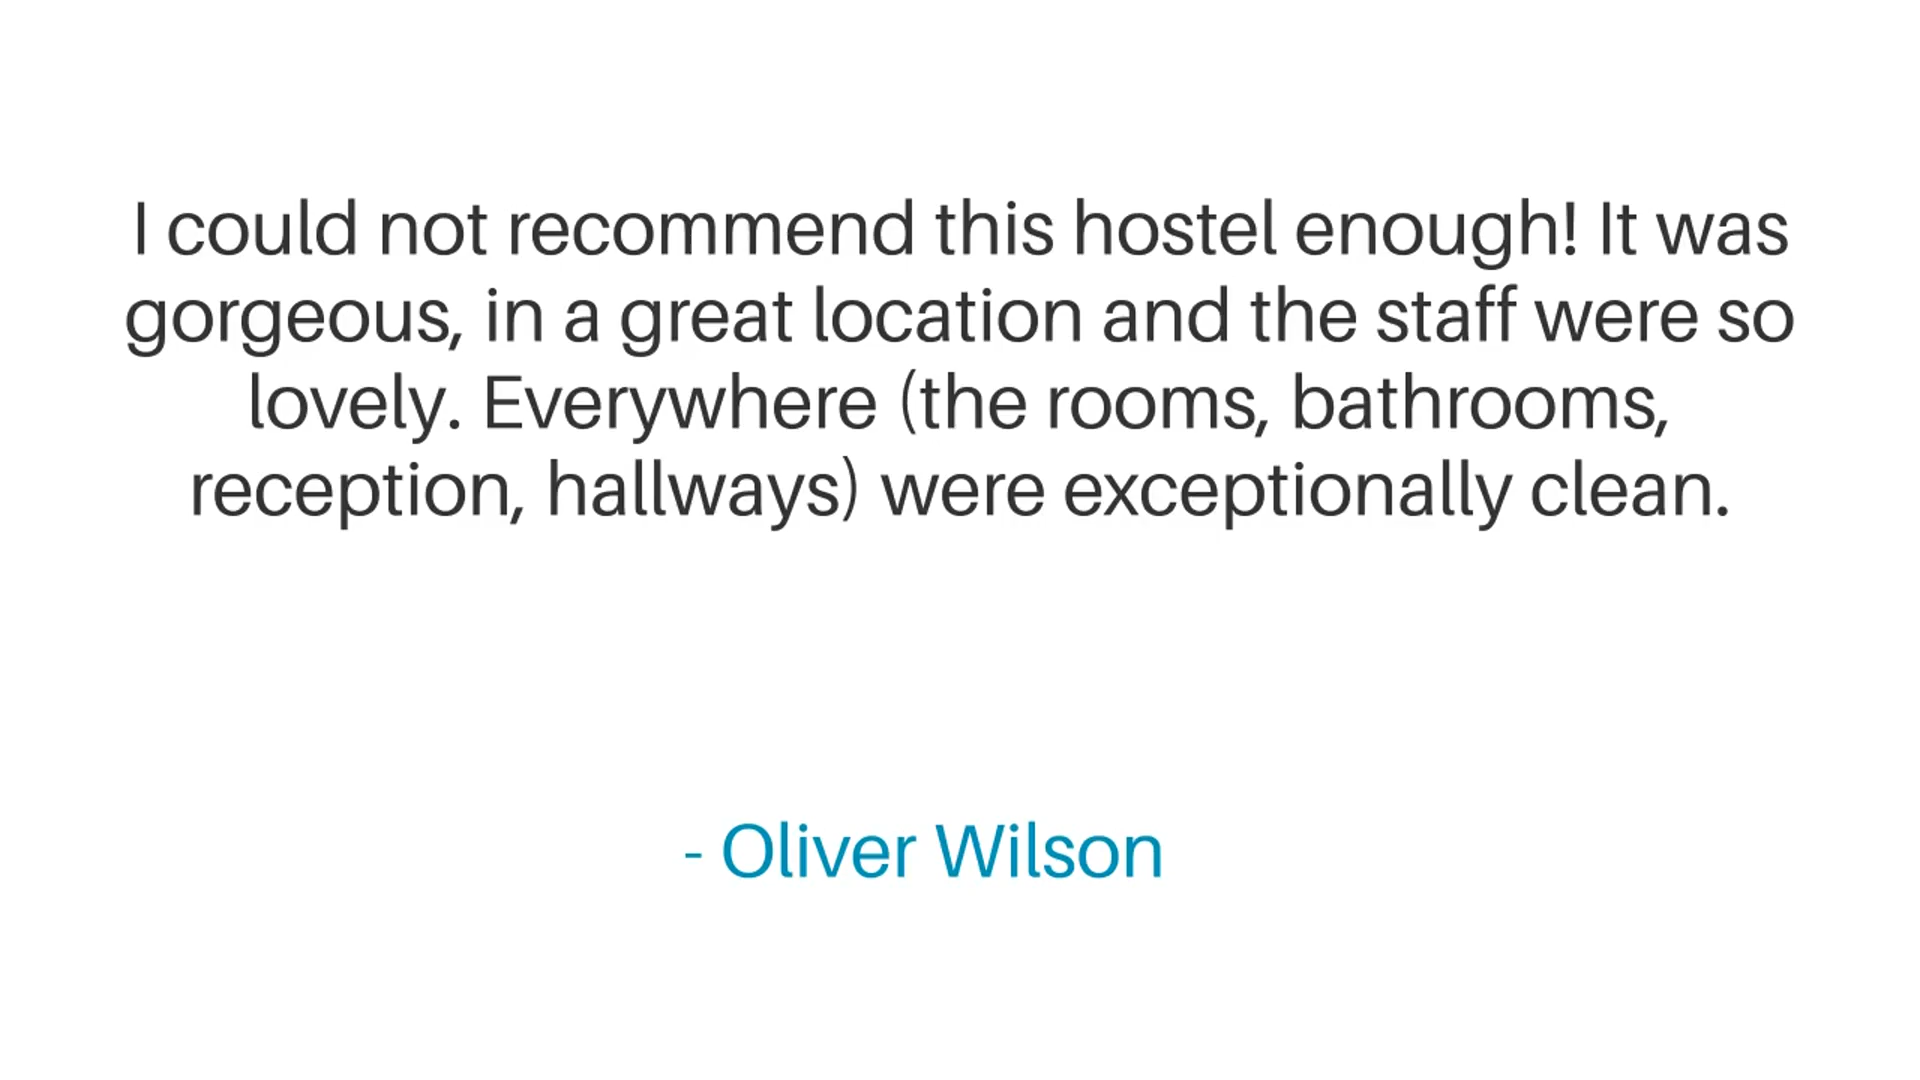 I could not recommend this hostel enough! It was
gorgeous, in a great location and the staff were so
lovely. Everywhere (the rooms, bathrooms,
reception, hallways) were exceptionally clean.
- Oliver Wilson